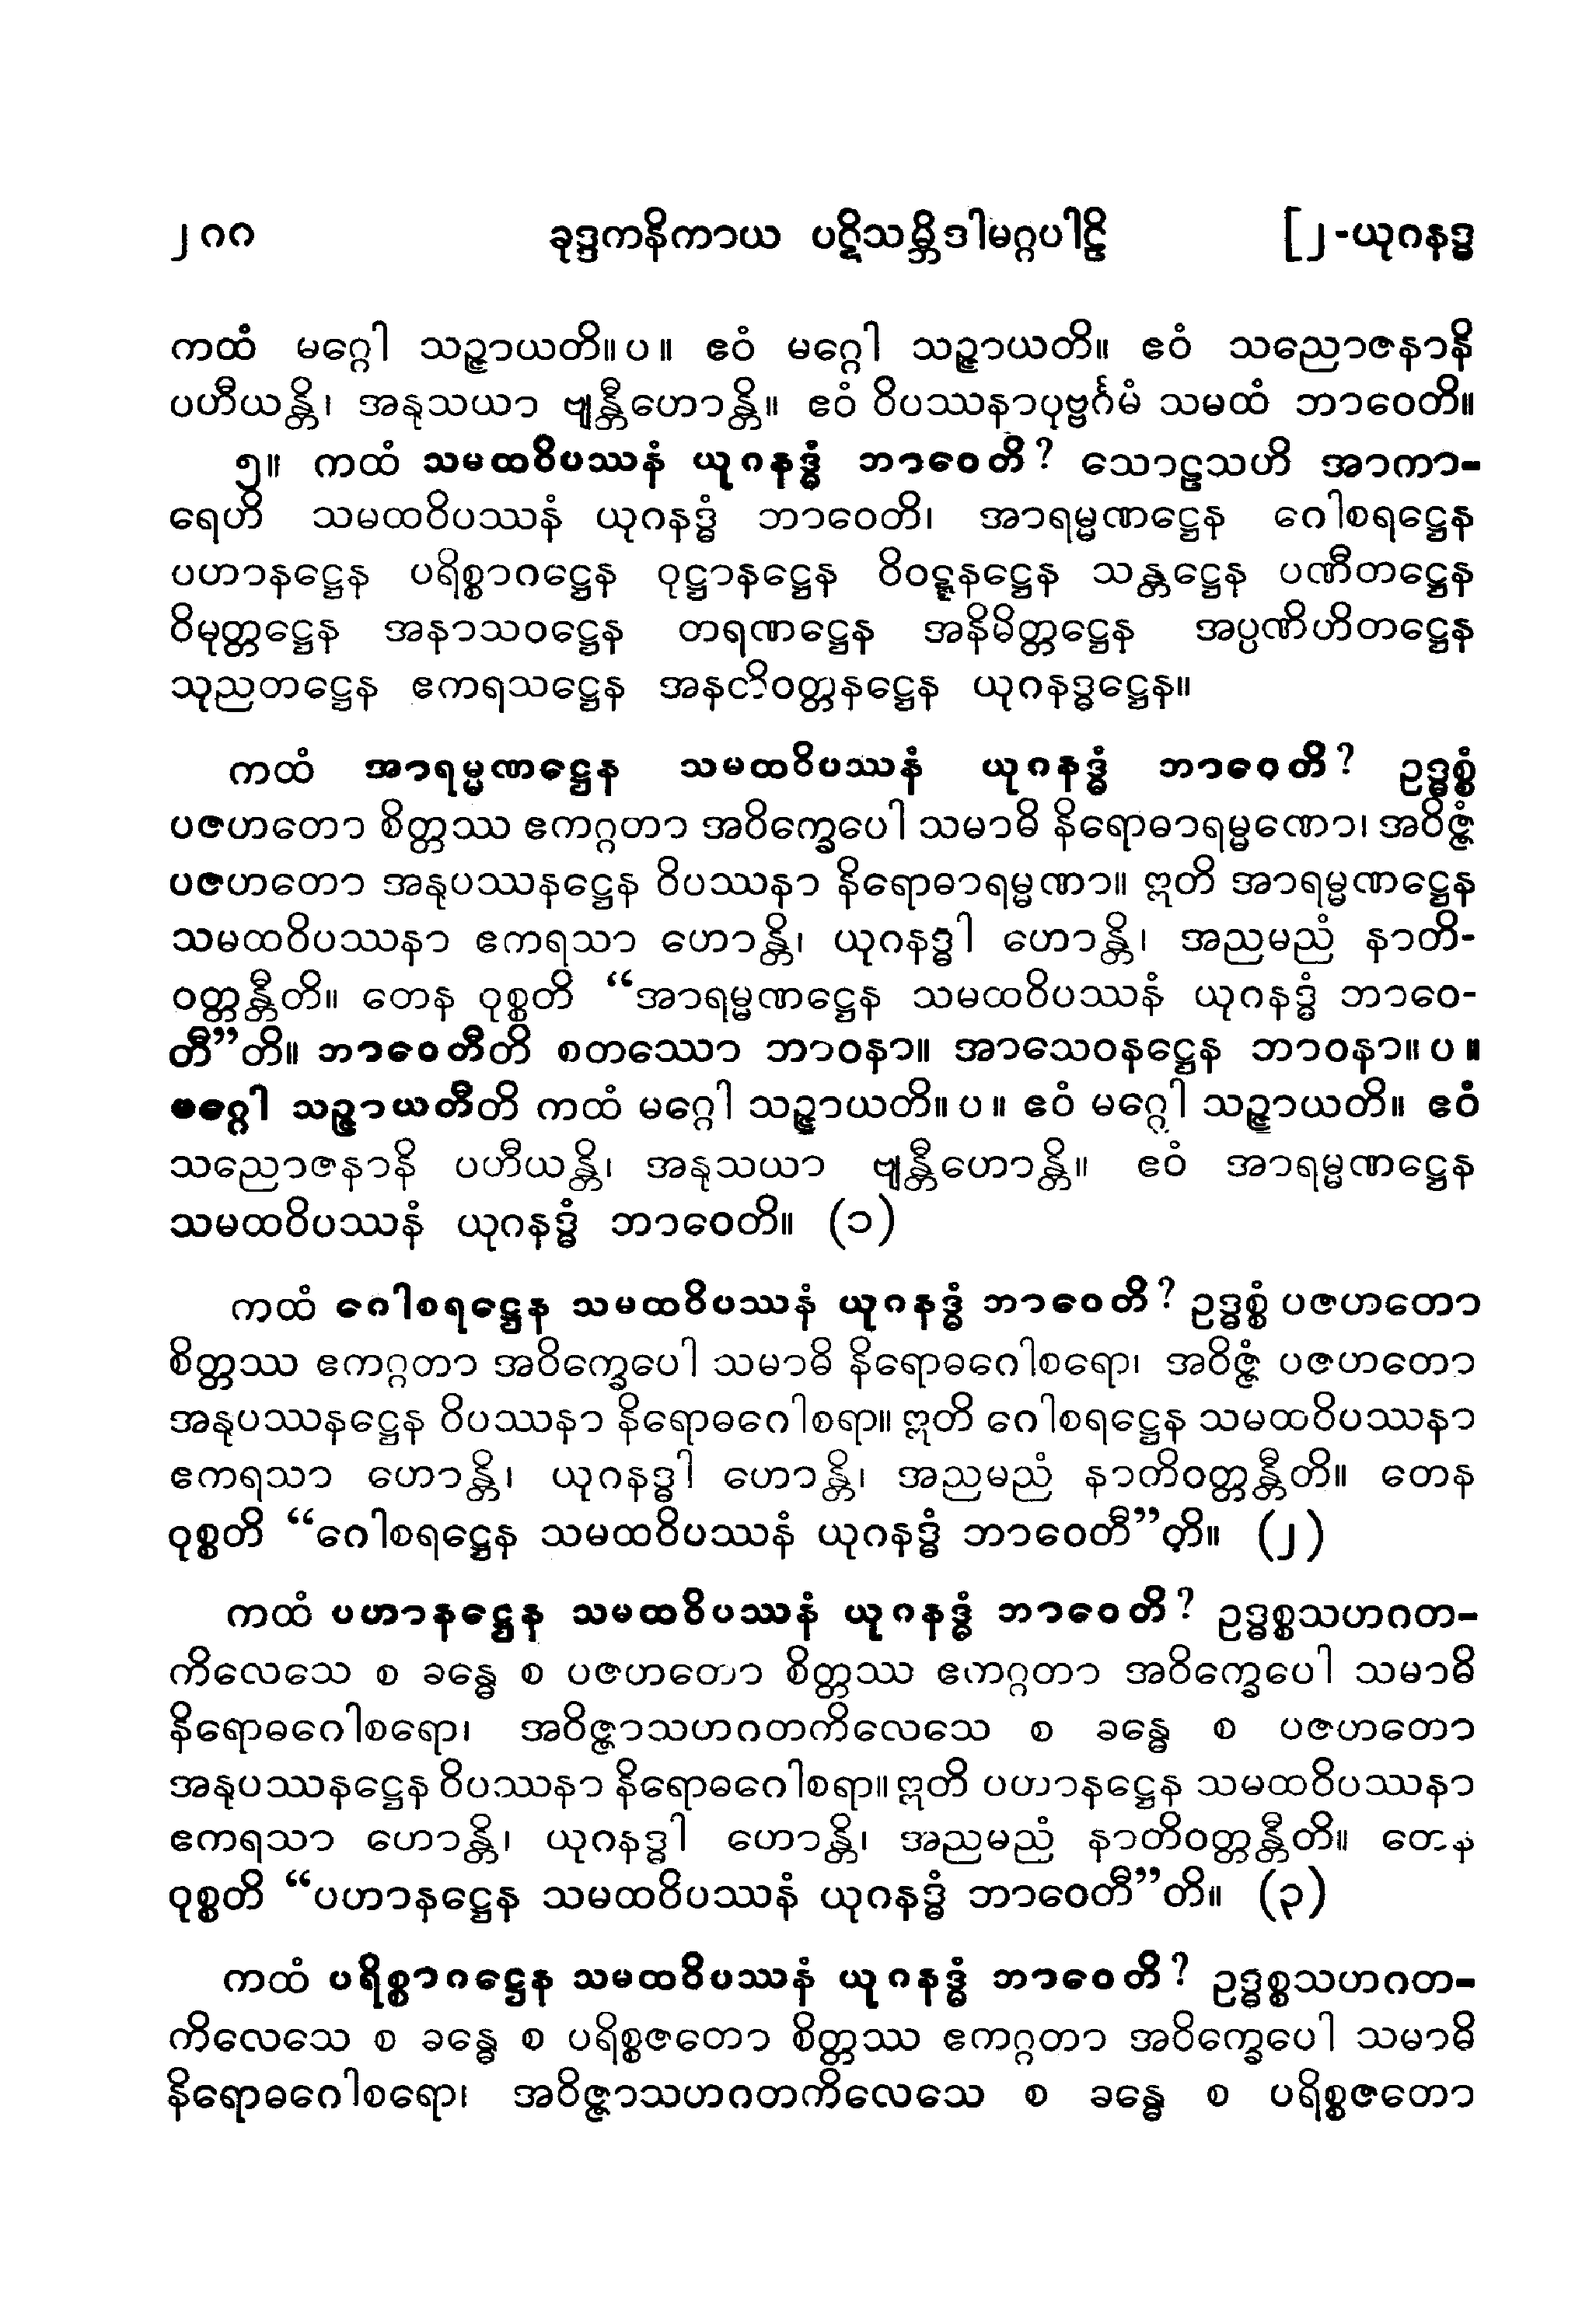 ၂၈၈ ခုဒ္ဒကနိကာယ ပဋိသမ္ဘိဒါမဂ္ဂပါဠိ [၂-ယုဂနဒ္ဓ
ကထံ မဂ္ဂေါ သဉ္ဇာယတိ။ ပ ။ ဧဝံ မဂ္ဂေါ သဉ္ဇာယတိ။ ဧဝံ သညောဇနာနိ
ပဟီယန္တိ၊ အနုသယာ ဗျန္တီဟောန္တိ။ ဧဝံ ဝိပဿနာပုဗ္ဗင်္ဂမံ သမထံ ဘာဝေတိ။
၅။ ကထံ သမထဝိပဿနံ ယုဂနဒ္ဓံ ဘာဝေတိ? သောဠသဟိ အာကာ-
ရေဟိ သမထဝိပဿနံ ယုဂနဒ္ဓံ ဘာဝေတိ၊ အာရမ္မဏဋ္ဌေန ဂေါစရဋ္ဌေန
ပဟာနဋ္ဌေန ပရိစ္စာဂဋ္ဌေန ဝုဋ္ဌာနဋ္ဌေန ဝိဝဋ္ဋနဋ္ဌေန သန္တဋ္ဌေန ပဏီတဋ္ဌေန
ဝိမုတ္တဋ္ဌေန အနာသဝဋ္ဌေန တရဏဋ္ဌေန အနိမိတ္တဋ္ဌေန အပ္ပဏိဟိတဋ္ဌေန
သုညတဋ္ဌေန ဧကရသဋ္ဌေန အနတိဝတ္တနဋ္ဌေန ယုဂနဒ္ဓဋ္ဌေန။
ကထံ အာရမ္မဏဋ္ဌေန သမထဝိပဿနံ ယုဂနဒ္ဓံ ဘာဝေတိ? ဥဒ္ဓစ္စံ
ပဇဟတော စိတ္တဿ ဧကဂ္ဂတာ အဝိက္ခေပေါ သမာဓိ နိရောဓာရမ္မဏော၊ အဝိဇ္ဇံ
ပဇဟတော အနုပဿနဋ္ဌေန ဝိပဿနာ နိရောဓာရမ္မဏာ။ ဣတိ အာရမ္မဏဋ္ဌေန
သမထဝိပဿနာ ဧကရသာ ဟောန္တိ၊ ယုဂနဒ္ဓါ ဟောန္တိ၊ အညမညံ နာတိ-
ဝတ္တန္တီတိ။ တေန ဝုစ္စတိ “အာရမ္မဏဋ္ဌေန သမထဝိပဿနံ ယုဂနဒ္ဓံ ဘာဝေ-
တီ”တိ။ ဘာဝေတီတိ စတဿော ဘာဝနာ။ အာသေဝနဋ္ဌေန ဘာဝနာ။ ပ ။
မဂ္ဂေါ သဉ္ဇာယတီတိ ကထံ မဂ္ဂေါ သဉ္ဇာယတိ။ ပ ။ ဧဝံ မဂ္ဂေါ သဉ္ဇာယတိ။ ဧဝံ
သညောဇနာနိ ပဟီယန္တိ၊ အနုသယာ ဗျန္တီဟောန္တိ။ ဧဝံ အာရမ္မဏဋ္ဌေန
သမထဝိပဿနံ ယုဂနဒ္ဓံ ဘာဝေတိ။ (၁)
ကထံ ဂေါစရဋ္ဌေန သမထဝိပဿနံ ယုဂနဒ္ဓံ ဘာဝေတိ? ဥဒ္ဓစ္စံ ပဇဟတော
စိတ္တဿ ဧကဂ္ဂတာ အဝိက္ခေပေါ သမာဓိ နိရောဓဂေါစရော၊ အဝိဇ္ဇံ ပဇဟတော
အနုပဿနဋ္ဌေန ဝိပဿနာ နိရောဓဂေါစရာ။ ဣတိ ဂေါစရဋ္ဌေန သမထဝိပဿနာ
ဧကရသာ ဟောန္တိ၊ ယုဂနဒ္ဓါ ဟောန္တိ၊ အညမညံ နာတိဝတ္တန္တီတိ။ တေန
ဝုစ္စတိ “ဂေါစရဋ္ဌေန သမထဝိပဿနံ ယုဂနဒ္ဓံ ဘာဝေတီ”တိ။ (၂)
ကထံ ပဟာနဋ္ဌေန သမထဝိပဿနံ ယုဂနဒ္ဓံ ဘာဝေတိ? ဥဒ္ဓစ္စသဟဂတ-
ကိလေသေ စ ခန္ဓေ စ ပဇဟတော စိတ္တဿ ဧကဂ္ဂတာ အဝိက္ခေပေါ သမာဓိ
နိရောဓဂေါစရော၊ အဝိဇ္ဇာသဟဂတကိလေသေ စ ခန္ဓေ စ ပဇဟတော
အနုပဿနဋ္ဌေန ဝိပဿနာ နိရောဓဂေါစရာ။ ဣတိ ပဟာနဋ္ဌေန သမထဝိပဿနာ
ဧကရသာ ဟောန္တိ၊ ယုဂနဒ္ဓါ ဟောန္တိ၊ အညမညံ နာတိဝတ္တန္တီတိ။ တေန
ဝုစ္စတိ “ပဟာနဋ္ဌေန သမထဝိပဿနံ ယုဂနဒ္ဓံ ဘာဝေတီ”တိ။ (၃)
ကထံ ပရိစ္စာဂဋ္ဌေန သမထဝိပဿနံ ယုဂနဒ္ဓံ ဘာဝေတိ? ဥဒ္ဓစ္စသဟဂတ-
ကိလေသေ စ ခန္ဓေ စ ပရိစ္စဇတော စိတ္တဿ ဧကဂ္ဂတာ အဝိက္ခေပေါ သမာဓိ
နိရောဓဂေါစရော၊ အဝိဇ္ဇာသဟဂတကိလေသေ စ ခန္ဓေ စ ပရိစ္စဇတော